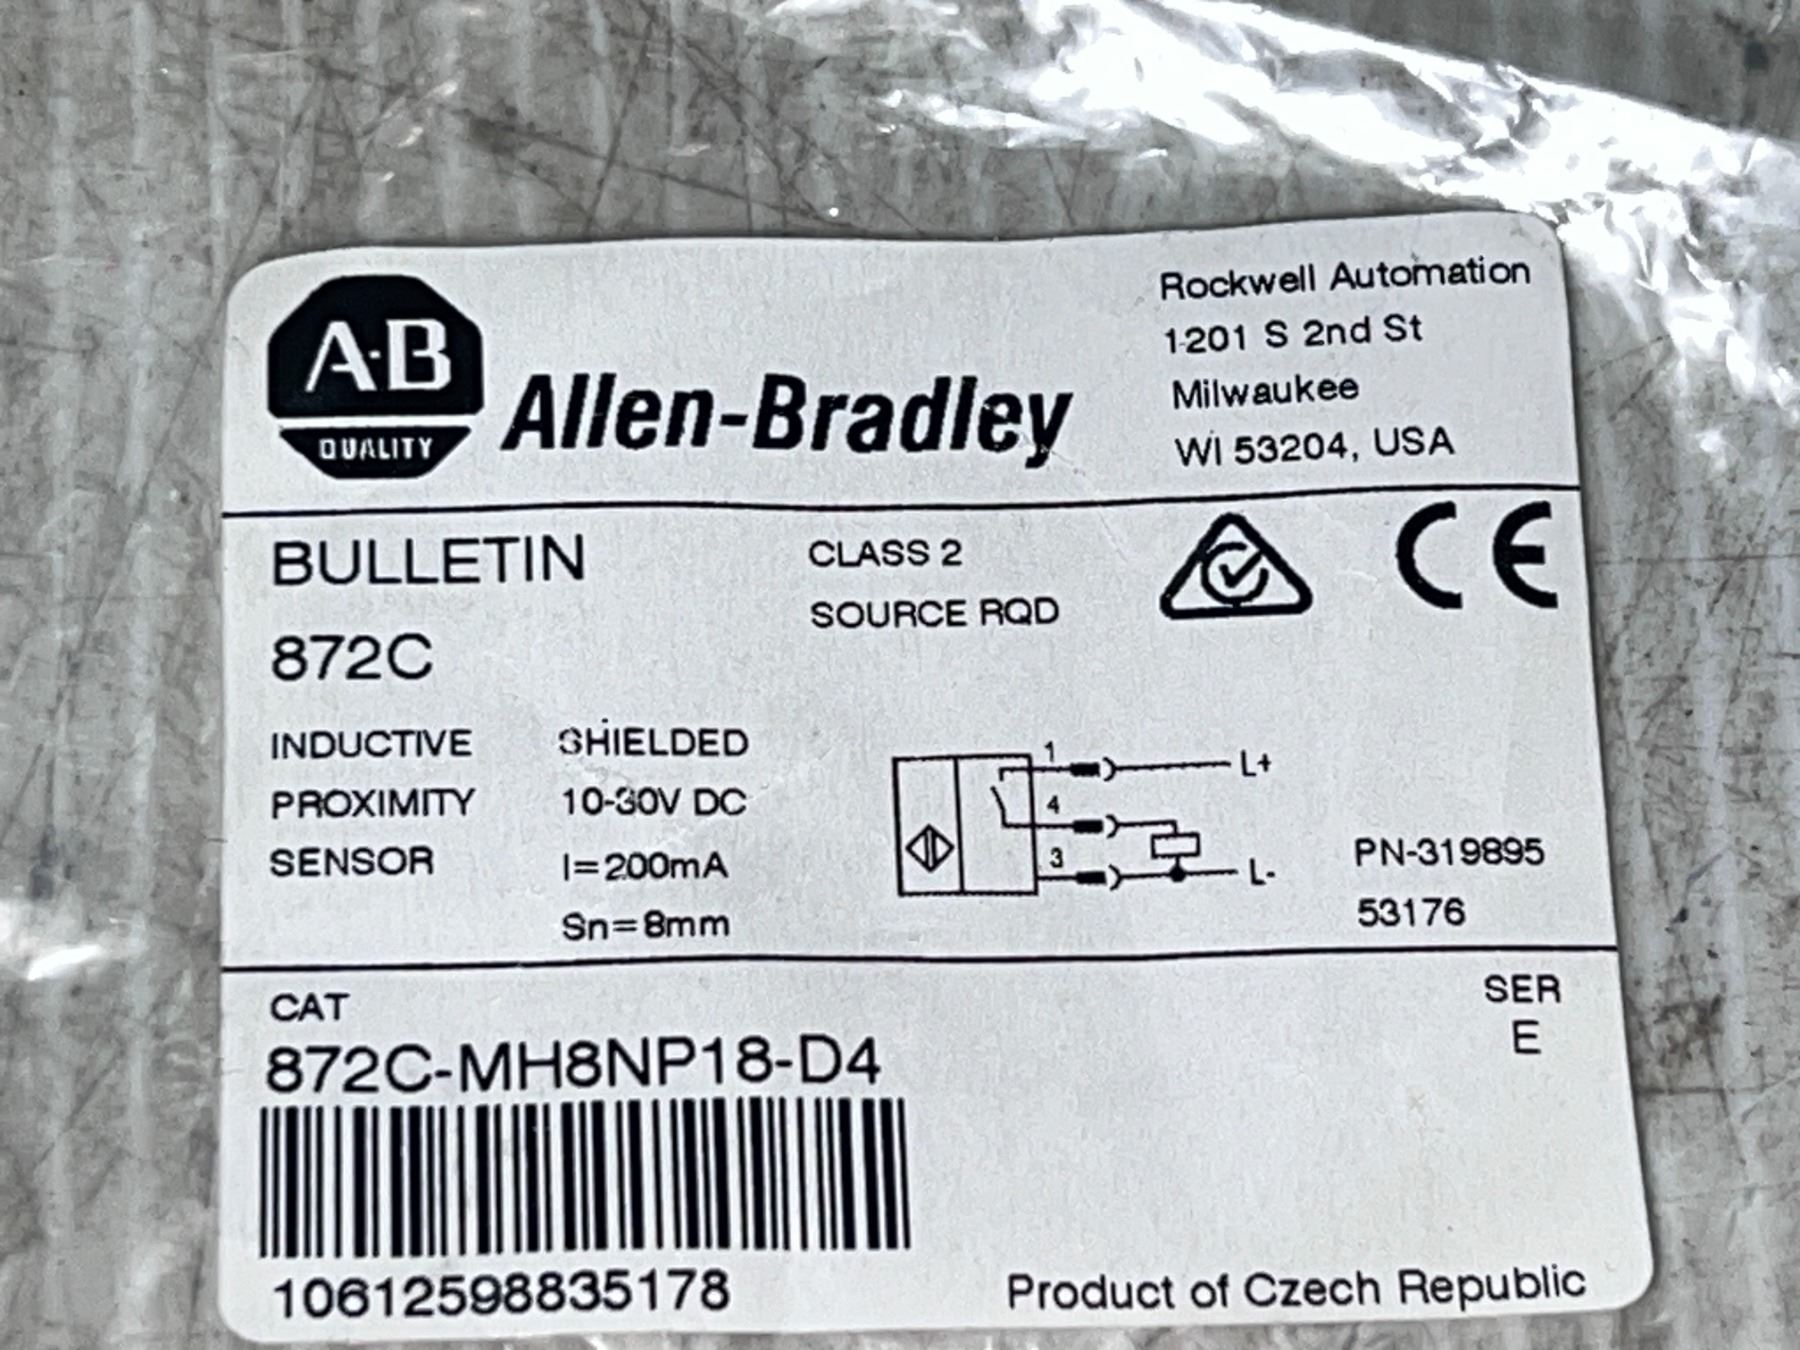 A·B
QUALITY
Allen-Bradley
Rockwell Automation
1201 S 2nd St
Milwaukee
WI 53204, USA
BULLETIN
872C
CLASS 2
SOURCE RQD
CE
INDUCTIVE
PROXIMITY
SENSOR
SHIELDED
10-30V DC
I=200mA
Sn=8mm
1
L+
4
3
L-
PN-319895
53176
CAT
872C-MH8NP18-D4
SER
E
10612598835178
Product of Czech Republic